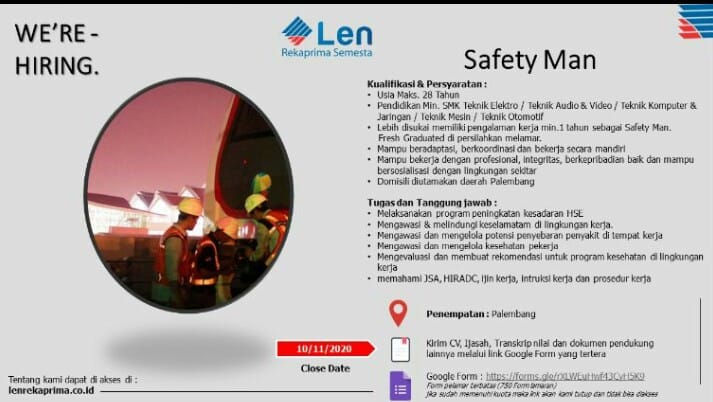 WE'RE -
HIRING.
Len
Rekaprima Semesta
Safety Man
Kualifikasi & Persyaratan :
• Usia Maks. 28 Tahun
• Pendidikan Min. SMK Teknik Elektro / Teknik Audio & Video / Teknik Komputer &
Jaringan / Teknik Mesin / Teknik Otomotif
• Lebih disukai memiliki pengalaman kerja min.1 tahun sebagai Safety Man.
Fresh Graduated di persilahkan melamar.
• Mampu beradaptasi, berkoordinasi dan bekerja secara mandiri
• Mampu bekerja dengan profesional, integritas, berkepribadian baik dan mampu
bersosialisasi dengan lingkungan sekitar
• Domisili diutamakan daerah Palembang
Tugas dan Tanggung jawab :
• Melaksanakan program peningkatan kesadaran HSE
• Mengawasi & melindungi keselamatam di lingkungan kerja.
• Mengawasi dan mengelola potensi penyebaran penyakit di tempat kerja
• Mengawasi dan mengelola kesehatan pekerja
• Mengevaluasi dan membuat rekomendasi untuk program kesehatan di lingkungan
kerja
• memahami JSA, HIRADC, ijin kerja, intruksi kerja dan prosedur kerja
Penempatan : Palembang
10/11/2020
Close Date
Kirim CV, Ijasah, Transkrip nilai dan dokumen pendukung
lainnya melalui link Google Form yang tertera
Tentang kami dapat di akses di :
lenrekaprima.co.id
Google Form :
Form pelamar terbatas (750 Form lamaran)
Jika sudah memenuhi kuota maka link akan kami tutup dan tidak bisa diakses